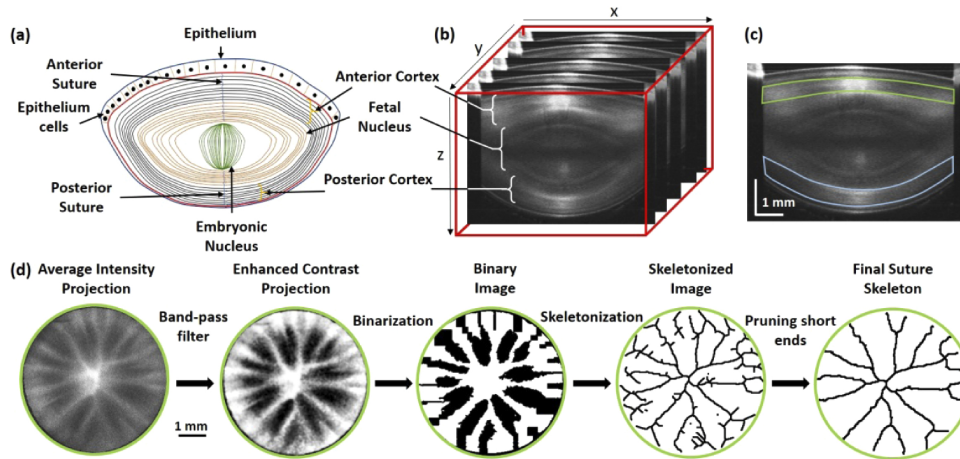 (a)
Epithelium
Anterior
Suture
Epithelium
cells
Anterior Cortex
Fetal
Nucleus
Posterior Cortex
Posterior
Suture
Embryonic
Nucleus
(b)
x
y
z
(c)
1 mm
(d)
Average Intensity
Projection
Band-pass
filter
1 mm
Enhanced Contrast
Projection
Binarization
Binary
Image
Skeletonization
Skeletonized
Image
Pruning short
ends
Final Suture
Skeleton